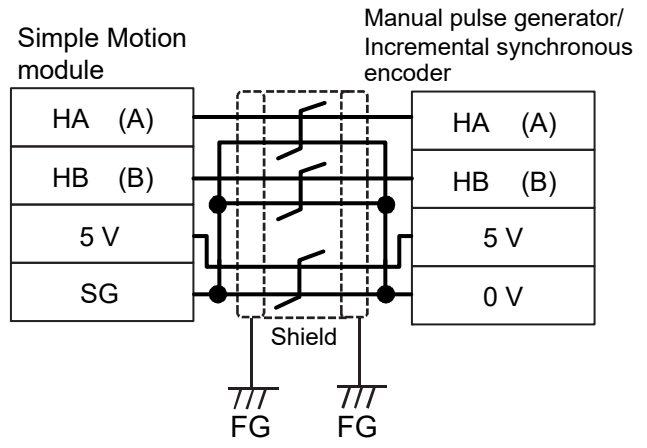 Simple Motion
module
Manual pulse generator/
Incremental synchronous
encoder
HA (A)
HB (B)
5 V
SG
HA (A)
HB (B)
5 V
0 V
Shield
FG
FG